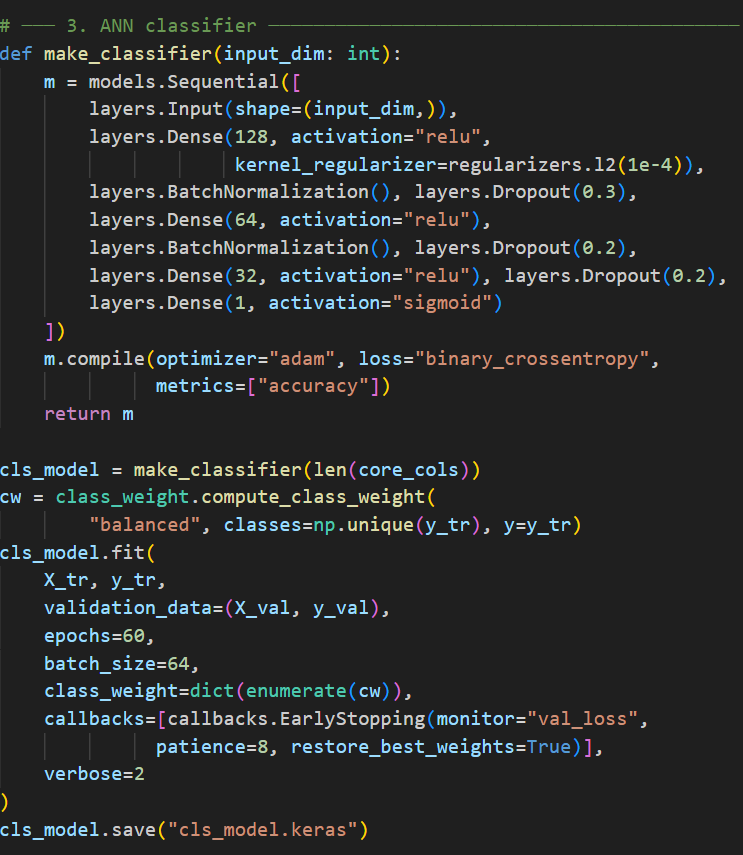 # ─── 3. ANN classifier ──────────────────────────────────────────
def make_classifier(input_dim: int):
    m = models.Sequential([
        layers.Input(shape=(input_dim,)),
        layers.Dense(128, activation="relu",
                     kernel_regularizer=regularizers.l2(1e-4)),
        layers.BatchNormalization(), layers.Dropout(0.3),
        layers.Dense(64, activation="relu"),
        layers.BatchNormalization(), layers.Dropout(0.2),
        layers.Dense(32, activation="relu"), layers.Dropout(0.2),
        layers.Dense(1, activation="sigmoid")
    ])
    m.compile(optimizer="adam", loss="binary_crossentropy",
              metrics=["accuracy"])
    return m

cls_model = make_classifier(len(core_cols))
cw = class_weight.compute_class_weight(
        "balanced", classes=np.unique(y_tr), y=y_tr)
cls_model.fit(
    X_tr, y_tr,
    validation_data=(X_val, y_val),
    epochs=60,
    batch_size=64,
    class_weight=dict(enumerate(cw)),
    callbacks=[callbacks.EarlyStopping(monitor="val_loss",
              patience=8, restore_best_weights=True)],
    verbose=2
)
cls_model.save("cls_model.keras")